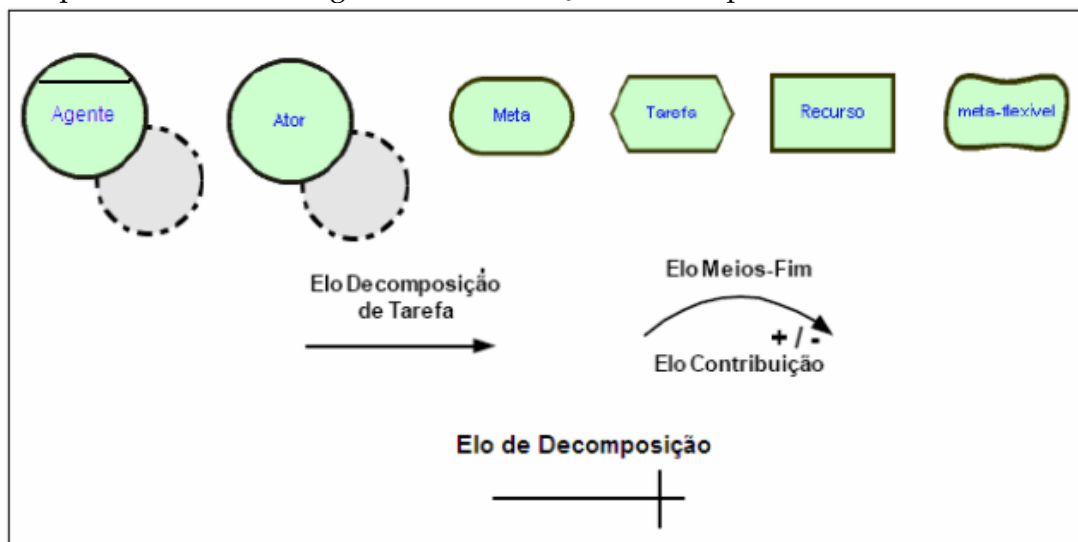 Agente
Ator
Meta
Tarefa
Recurso
meta-flexível
Elo Decomposição
de Tarefa
Elo Meios-Fim
+ / -
Elo Contribuição
Elo de Decomposição